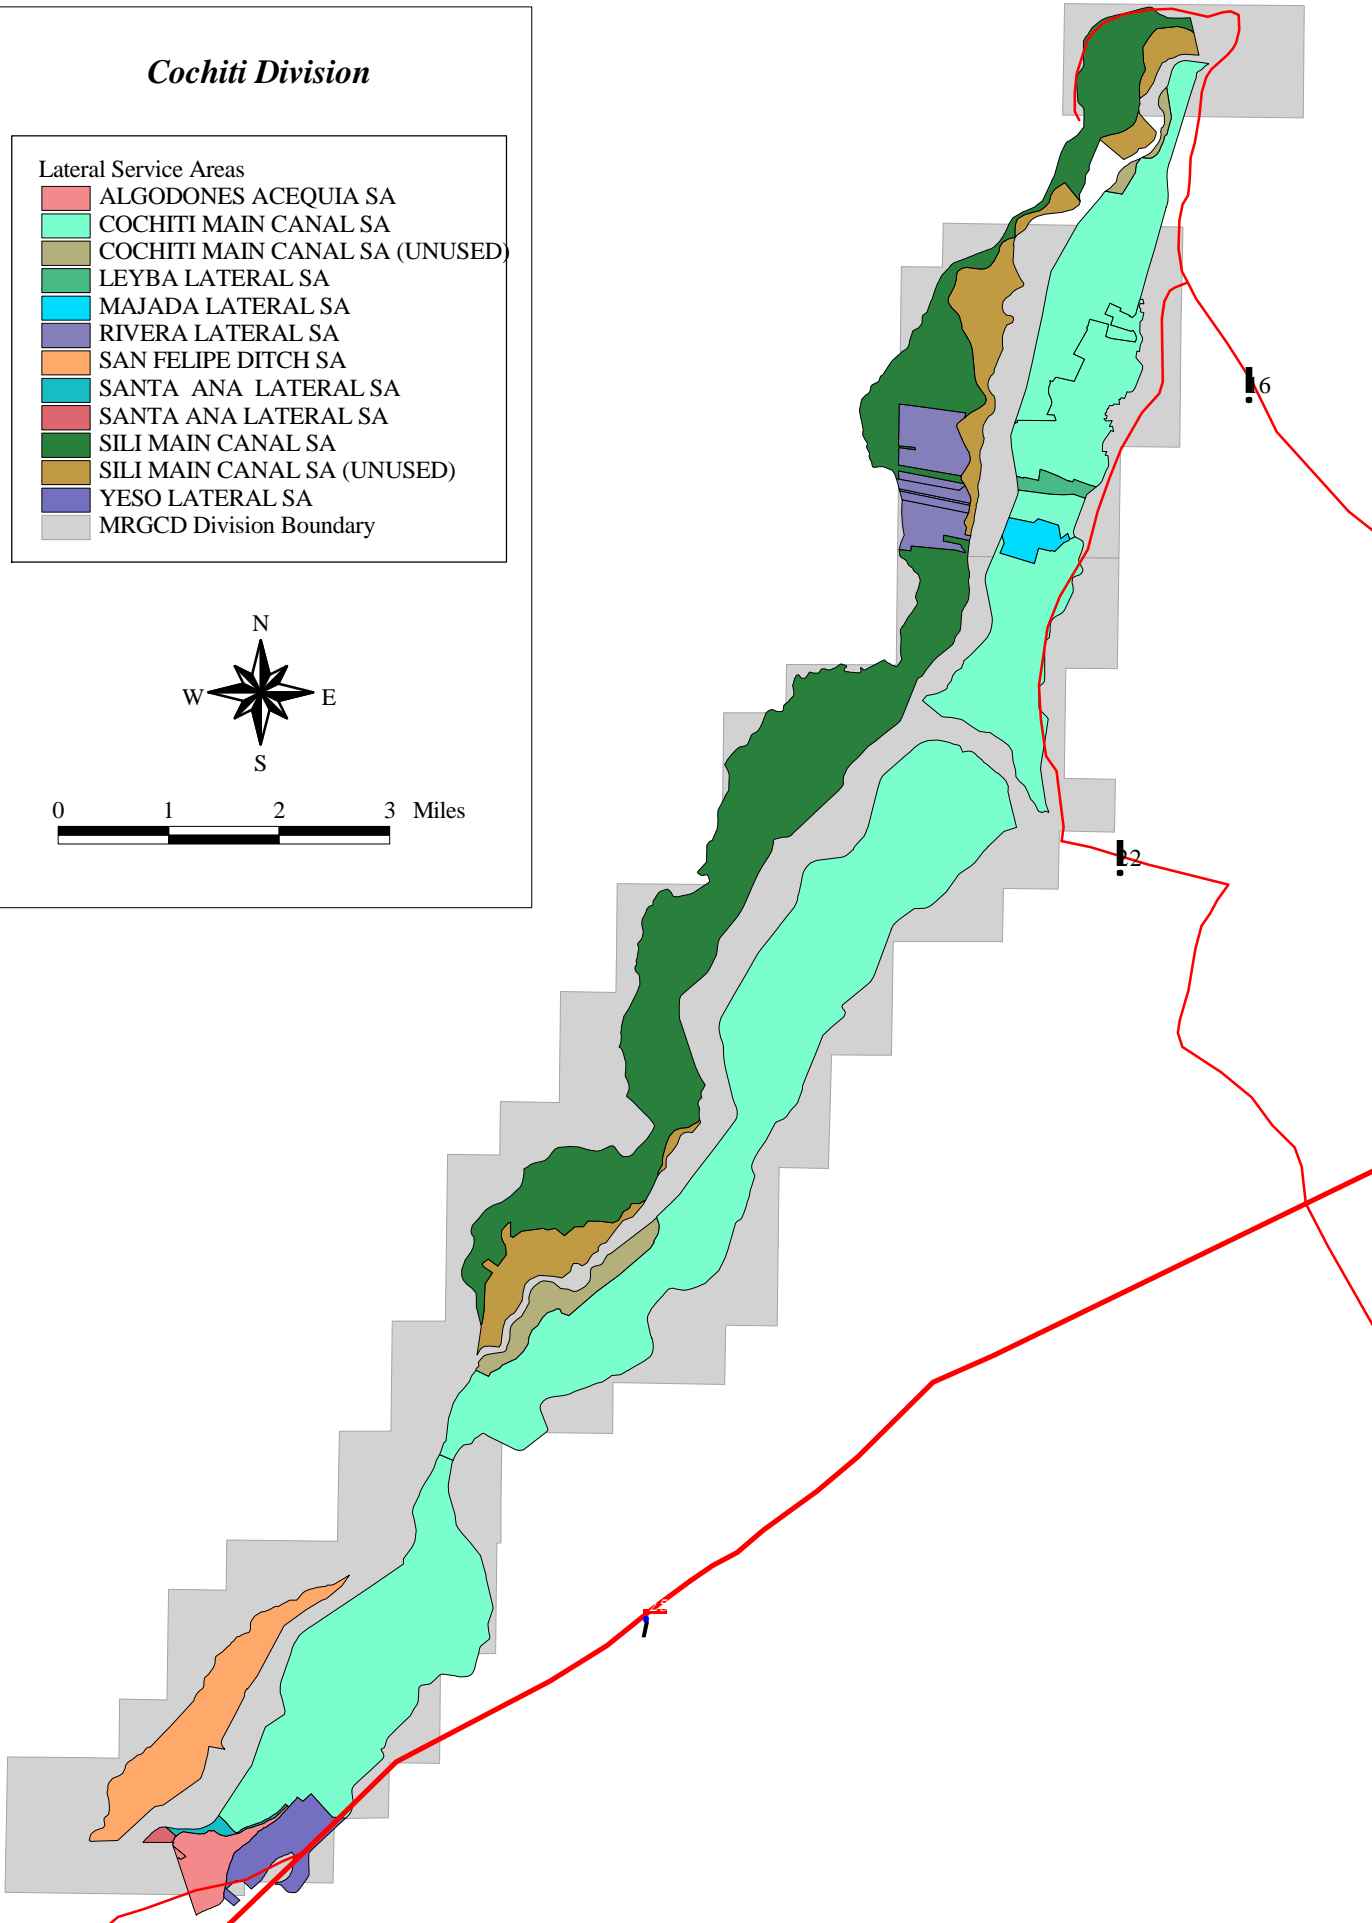 Cochiti Division
Lateral Service Areas
ALGODONES ACEQUIA SA
COCHITI MAIN CANAL SA
COCHITI MAIN CANAL SA (UNUSED)
LEYBA LATERAL SA
MAJADA LATERAL SA
RIVERA LATERAL SA
SAN FELIPE DITCH SA
SANTA  ANA  LATERAL SA
SANTA ANA LATERAL SA
SILI MAIN CANAL SA
SILI MAIN CANAL SA (UNUSED)
YESO LATERAL SA
MRGCD Division Boundary
N
W E
S
0 1 2 3 Miles
16
22